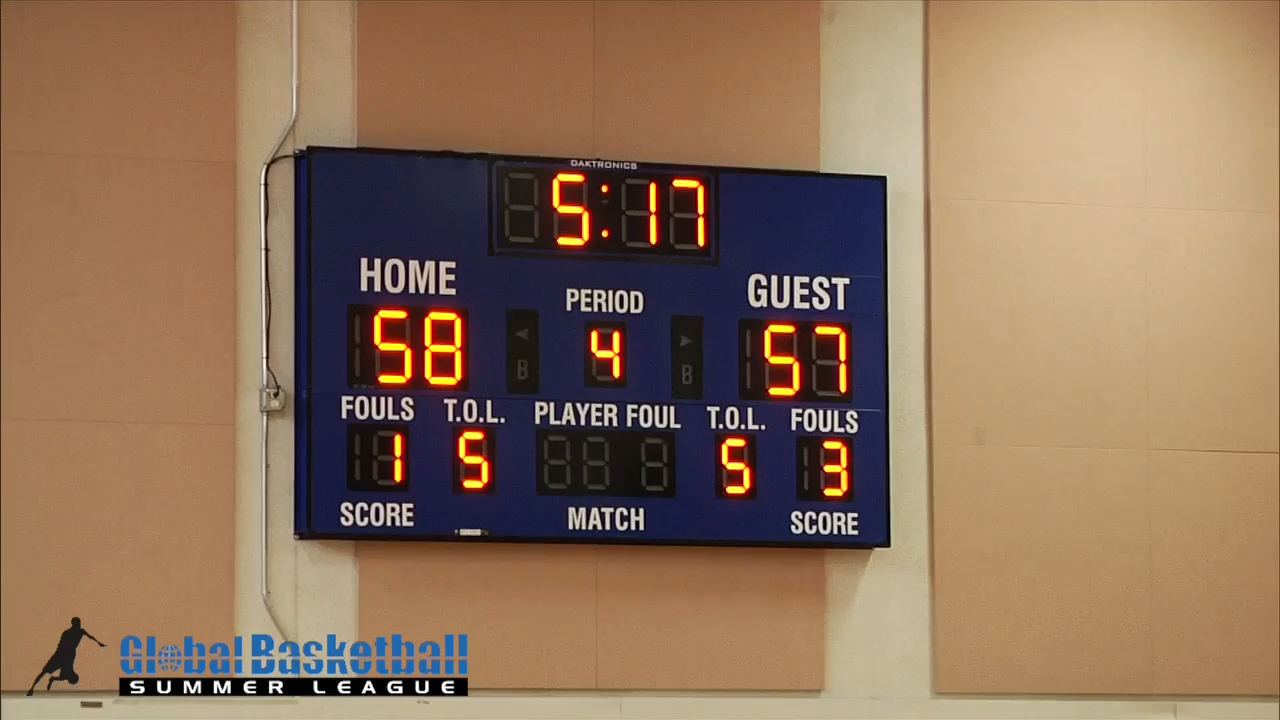 DAKTRONICS
5:17
HOME
PERIOD
GUEST
58
4
57
B
B
FOULS T.O.L. PLAYER FOUL T.O.L. FOULS
1 5 5 3
SCORE MATCH SCORE
Global Basketball
SUMMER LEAGUE